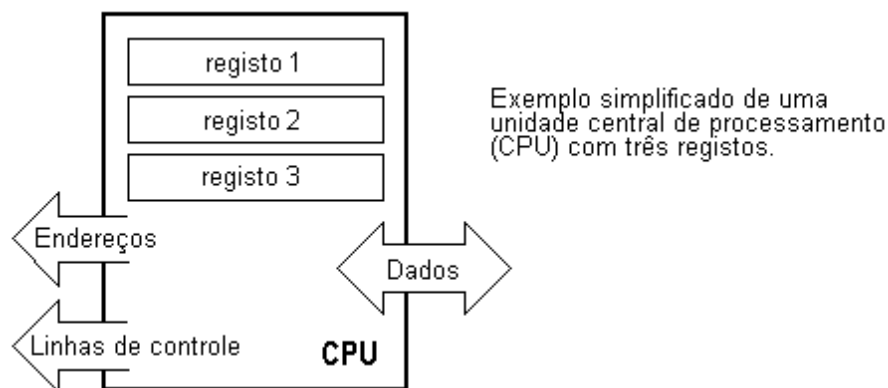 registo 1
registo 2
registo 3
Exemplo simplificado de uma
unidade central de processamento
(CPU) com três registos.
Endereços
Dados
Linhas de controle
CPU